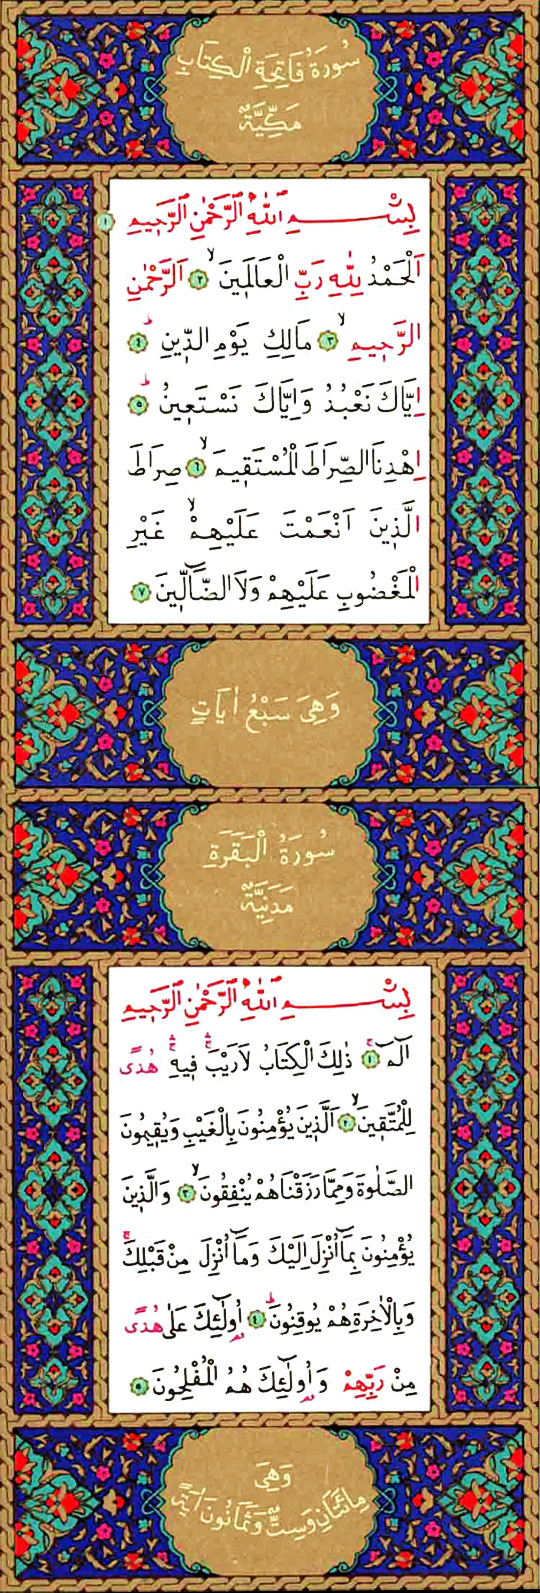 سُورَةُ فَاتِحَةِ الْكِتَابِ
مَكِّيَّةٌ
بِسْمِ اللّٰهِ الرَّحْمٰنِ الرَّحِيمِ ١
اَلْحَمْدُ لِلّٰهِ رَبِّ الْعَالَمِينَۙ ٢ اَلرَّحْمٰنِ
الرَّحِيمِۙ ٣ مَالِكِ يَوْمِ الدِّينِۜ ٤
اِيَّاكَ نَعْبُدُ وَاِيَّاكَ نَسْتَعِينُۜ ٥
اِهْدِنَا الصِّرَاطَ الْمُسْتَقِيمَۙ ٦ صِرَاطَ
الَّذِينَ اَنْعَمْتَ عَلَيْهِمْۙ غَيْرِ
الْمَغْضُوبِ عَلَيْهِمْ وَلَا الضَّٓالِّينَ ٧
وَهِيَ سَبْعُ اٰيَاتٍ
سُورَةُ الْبَقَرَةِ
مَدَنِيَّةٌ
بِسْمِ اللّٰهِ الرَّحْمٰنِ الرَّحِيمِ
الٓمٓۚ ١ ذٰلِكَ الْكِتَابُ لَا رَيْبَۚۛ فِيهِۚۛ هُدًى
لِلْمُتَّقِينَۙ ٢ اَلَّذِينَ يُؤْمِنُونَ بِالْغَيْبِ وَيُقِيمُونَ
الصَّلٰوةَ وَمِمَّا رَزَقْنَاهُمْ يُنْفِقُونَۙ ٣ وَالَّذِينَ
يُؤْمِنُونَ بِمَٓا اُنْزِلَ اِلَيْكَ وَمَٓا اُنْزِلَ مِنْ قَبْلِكَۚ
وَبِالْاٰخِرَةِ هُمْ يُوقِنُونَۜ ٤ اُو۬لٰٓئِكَ عَلٰى هُدًى
مِنْ رَبِّهِمْ وَاُو۬لٰٓئِكَ هُمُ الْمُفْلِحُونَ ٥
وَهِيَ
مِائَتَانِ وَسِتٌّ وَثَمَانُونَ اٰيَةً